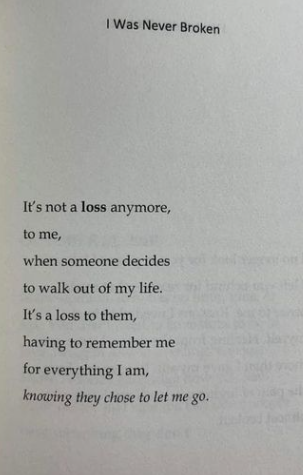 I Was Never Broken
It's not a loss anymore,
to me,
when someone decides
to walk out of my life.
It's a loss to them,
having to remember me
for everything I am,
knowing they chose to let me go.